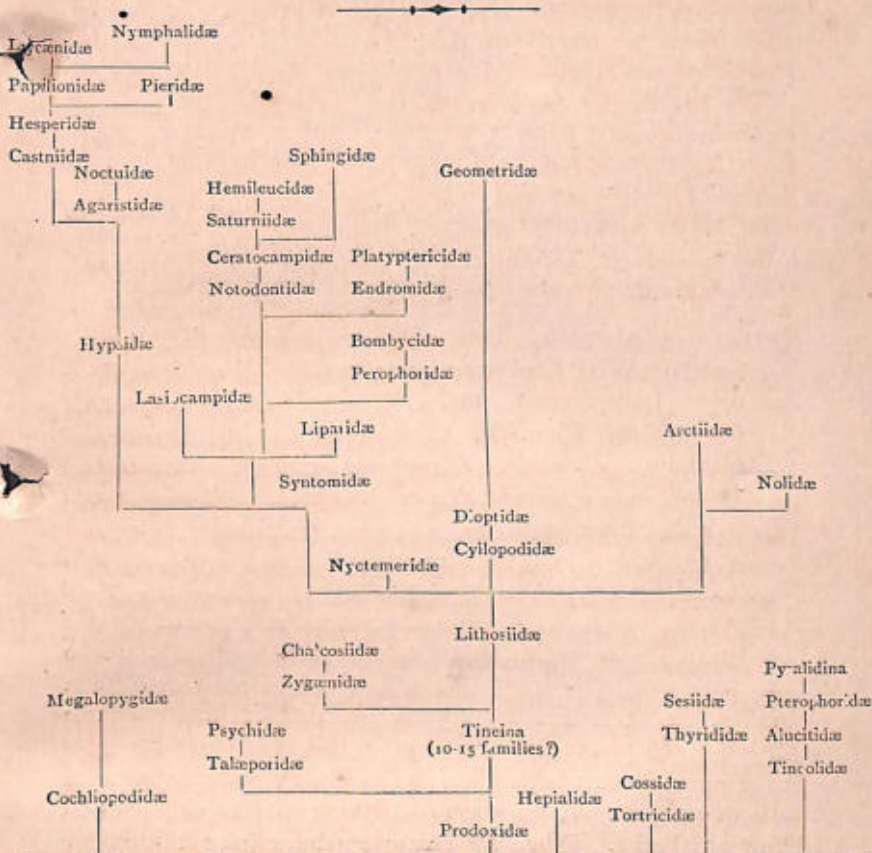 Nymphalidæ
Lycænidæ
Papilionidæ Pieridæ
Hesperidæ
Castniidæ Sphingidæ
Noctuidæ Geometridæ
Hemileucidæ
Agaristidæ
Saturniidæ
Ceratocampidæ Platyptericidæ
Notodontidæ Endromidæ
Hypsidæ Bombycidæ
Perophoridæ
Lasiocampidæ
Liparidæ Arctiidæ
Syntomidæ Nolidæ
Dioptidæ
Cyllopodidæ
Nyctemeridæ
Lithosiidæ
Chalcosiidæ
Pyralidina
Zygænidæ
Megalopygidæ Sesiidæ Pterophoridæ
Psychidæ Tineina Thyrididæ Alucitidæ
(10-15 families?)
Talæporidæ Tineolidæ
Cossidæ
Cochliopodidæ Hepialidæ
Tortricidæ
Prodoxidæ